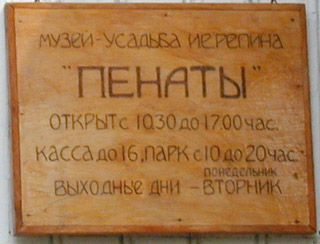 МУЗЕЙ-УСАДЬБА И.Е.РЕПИНА
"ПЕНАТЫ"
ОТКРЫТ с 10.30 до 17.00 час.
КАССА до 16, ПАРК с 10 до 20 час.
ПОНЕДЕЛЬНИК
ВЫХОДНЫЕ ДНИ - ВТОРНИК